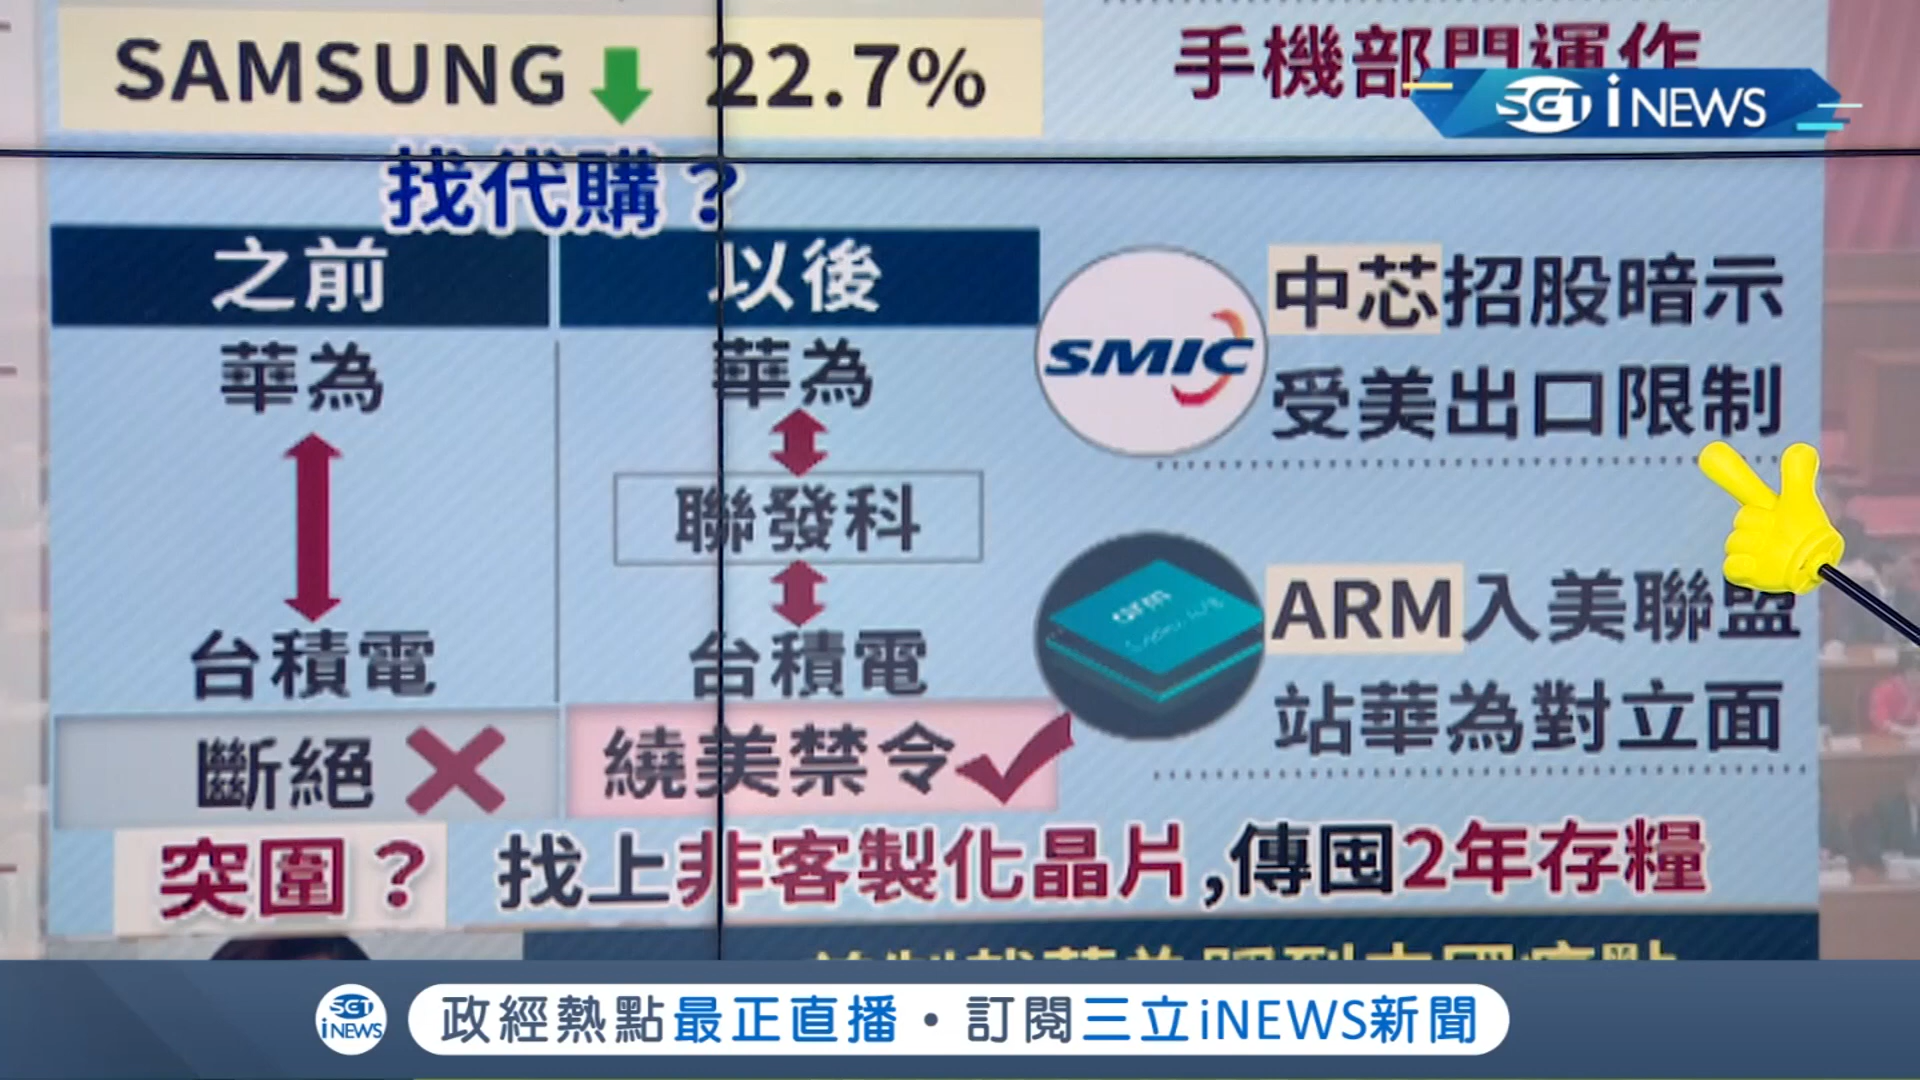 SAMSUNG 22.7%
手機部門運作
SET iNEWS
找代購?
之前
以後
華為
華為
聯發科
台積電
台積電
斷絕
繞美禁令
SMIC
中芯招股暗示
受美出口限制
arm
ARM入美聯盟
站華為對立面
突圍? 找上非客製化晶片,傳囤2年存糧
SET iNEWS
政經熱點最正直播・訂閱三立iNEWS新聞